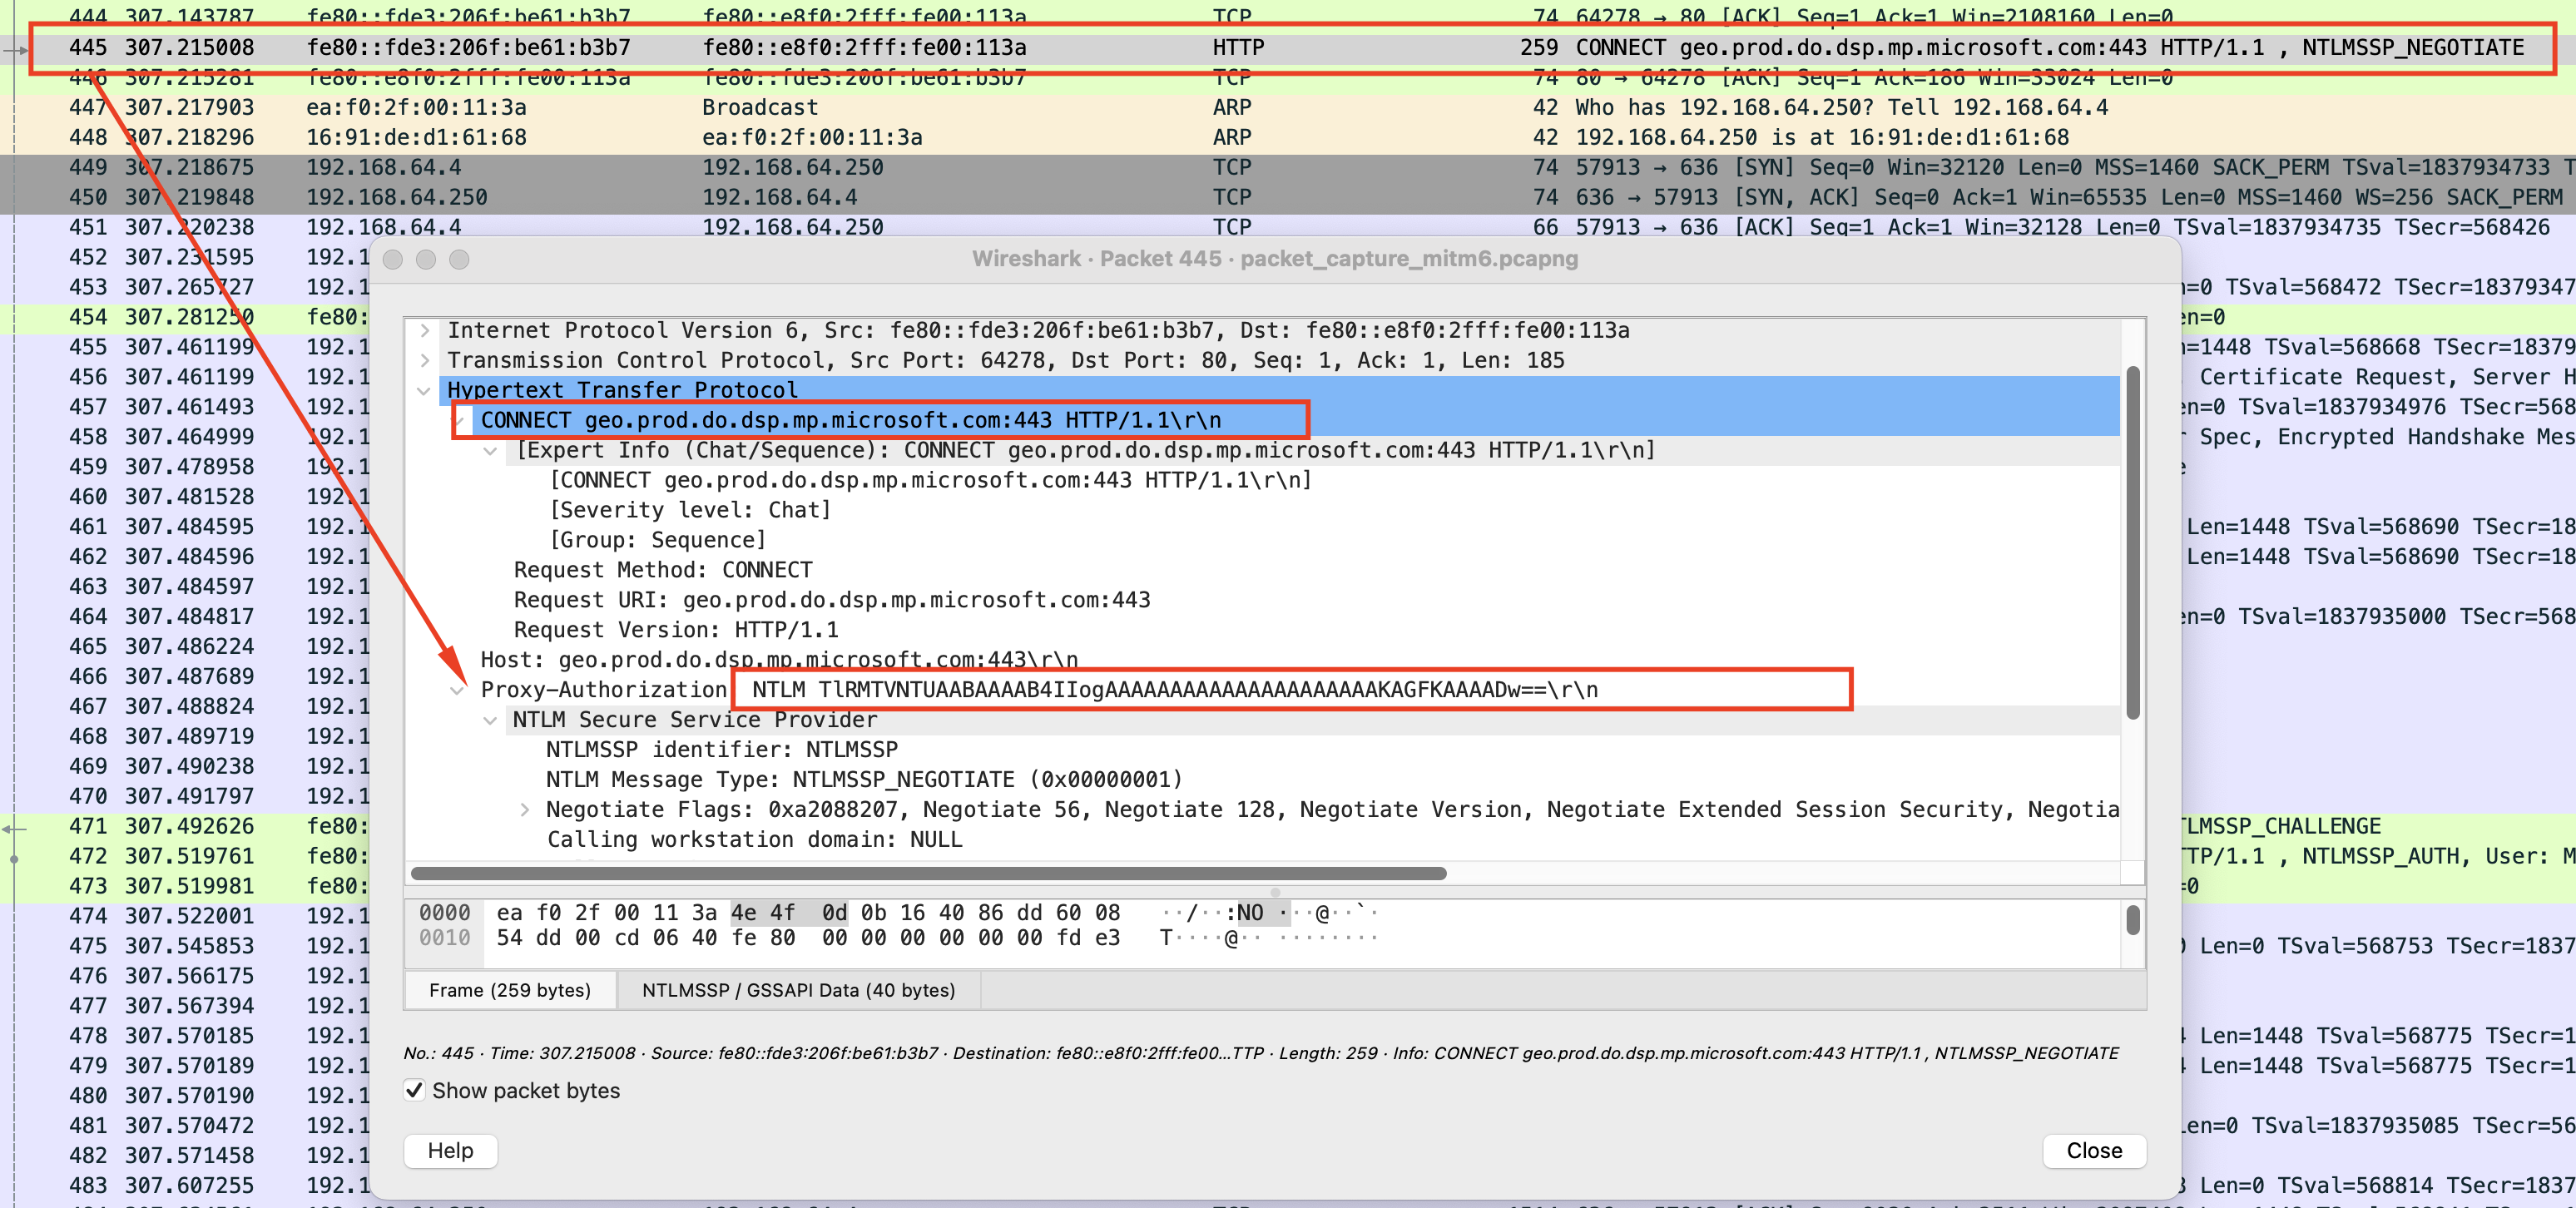 444 307.143787 fe80::fde3:206f:be61:b3b7 fe80::e8f0:2fff:fe00:113a TCP 74 64278 → 80 [ACK] Seq=1 Ack=1 Win=2108160 Len=0
445 307.215008 fe80::fde3:206f:be61:b3b7 fe80::e8f0:2fff:fe00:113a HTTP 259 CONNECT geo.prod.do.dsp.mp.microsoft.com:443 HTTP/1.1 , NTLMSSP_NEGOTIATE
446 307.215281 fe80::e8f0:2fff:fe00:113a fe80::fde3:206f:be61:b3b7 TCP 74 80 → 64278 [ACK] Seq=1 Ack=186 Win=33024 Len=0
447 307.217903 ea:f0:2f:00:11:3a Broadcast ARP 42 Who has 192.168.64.250? Tell 192.168.64.4
448 307.218296 16:91:de:d1:61:68 ea:f0:2f:00:11:3a ARP 42 192.168.64.250 is at 16:91:de:d1:61:68
449 307.218675 192.168.64.4 192.168.64.250 TCP 74 57913 → 636 [SYN] Seq=0 Win=32120 Len=0 MSS=1460 SACK_PERM TSval=1837934733 T
450 307.219848 192.168.64.250 192.168.64.4 TCP 74 636 → 57913 [SYN, ACK] Seq=0 Ack=1 Win=65535 Len=0 MSS=1460 WS=256 SACK_PERM
451 307.220238 192.168.64.4 192.168.64.250 TCP 66 57913 → 636 [ACK] Seq=1 Ack=1 Win=32128 Len=0 TSval=1837934735 TSecr=568426
452 307.231595 192.1
453 307.265727 192.1 n=0 TSval=568472 TSecr=18379347
454 307.281250 fe80: en=0
455 307.461199 192.1 n=1448 TSval=568668 TSecr=18379
456 307.461199 192.1 Certificate Request, Server H
457 307.461493 192.1 en=0 TSval=1837934976 TSecr=568
458 307.464999 192.1 r Spec, Encrypted Handshake Mes
459 307.478958 192.1 e
460 307.481528 192.1
461 307.484595 192.1 Len=1448 TSval=568690 TSecr=18
462 307.484596 192.1 Len=1448 TSval=568690 TSecr=18
463 307.484597 192.1
464 307.484817 192.1 en=0 TSval=1837935000 TSecr=568
465 307.486224 192.1
466 307.487689 192.1
467 307.488824 192.1
468 307.489719 192.1
469 307.490238 192.1
470 307.491797 192.1
471 307.492626 fe80: TLMSSP_CHALLENGE
472 307.519761 fe80: TTP/1.1 , NTLMSSP_AUTH, User: M
473 307.519981 fe80: =0
474 307.522001 192.1
475 307.545853 192.1 Len=0 TSval=568753 TSecr=1837
476 307.566175 192.1
477 307.567394 192.1
478 307.570185 192.1 4 Len=1448 TSval=568775 TSecr=1
479 307.570189 192.1 4 Len=1448 TSval=568775 TSecr=1
480 307.570190 192.1
481 307.570472 192.1 Len=0 TSval=1837935085 TSecr=56
482 307.571458 192.1
483 307.607255 192.1 Len=0 TSval=568814 TSecr=1837
Wireshark · Packet 445 · packet_capture_mitm6.pcapng
Internet Protocol Version 6, Src: fe80::fde3:206f:be61:b3b7, Dst: fe80::e8f0:2fff:fe00:113a
Transmission Control Protocol, Src Port: 64278, Dst Port: 80, Seq: 1, Ack: 1, Len: 185
Hypertext Transfer Protocol
CONNECT geo.prod.do.dsp.mp.microsoft.com:443 HTTP/1.1\r\n
[Expert Info (Chat/Sequence): CONNECT geo.prod.do.dsp.mp.microsoft.com:443 HTTP/1.1\r\n]
[CONNECT geo.prod.do.dsp.mp.microsoft.com:443 HTTP/1.1\r\n]
[Severity level: Chat]
[Group: Sequence]
Request Method: CONNECT
Request URI: geo.prod.do.dsp.mp.microsoft.com:443
Request Version: HTTP/1.1
Host: geo.prod.do.dsp.mp.microsoft.com:443\r\n
Proxy-Authorization NTLM TlRMTVNTUAABAAAAB4IIogAAAAAAAAAAAAAAAAAAAAAKAGFKAAAADw==\r\n
NTLM Secure Service Provider
NTLMSSP identifier: NTLMSSP
NTLM Message Type: NTLMSSP_NEGOTIATE (0x00000001)
Negotiate Flags: 0xa2088207, Negotiate 56, Negotiate 128, Negotiate Version, Negotiate Extended Session Security, Negotia
Calling workstation domain: NULL
0000 ea f0 2f 00 11 3a 4e 4f 0d 0b 16 40 86 dd 60 08 ··/··:NO ···@··`·
0010 54 dd 00 cd 06 40 fe 80 00 00 00 00 00 00 fd e3 T····@·· ········
Frame (259 bytes) NTLMSSP / GSSAPI Data (40 bytes)
No.: 445 · Time: 307.215008 · Source: fe80::fde3:206f:be61:b3b7 · Destination: fe80::e8f0:2fff:fe00...TTP · Length: 259 · Info: CONNECT geo.prod.do.dsp.mp.microsoft.com:443 HTTP/1.1 , NTLMSSP_NEGOTIATE
Show packet bytes
Help Close